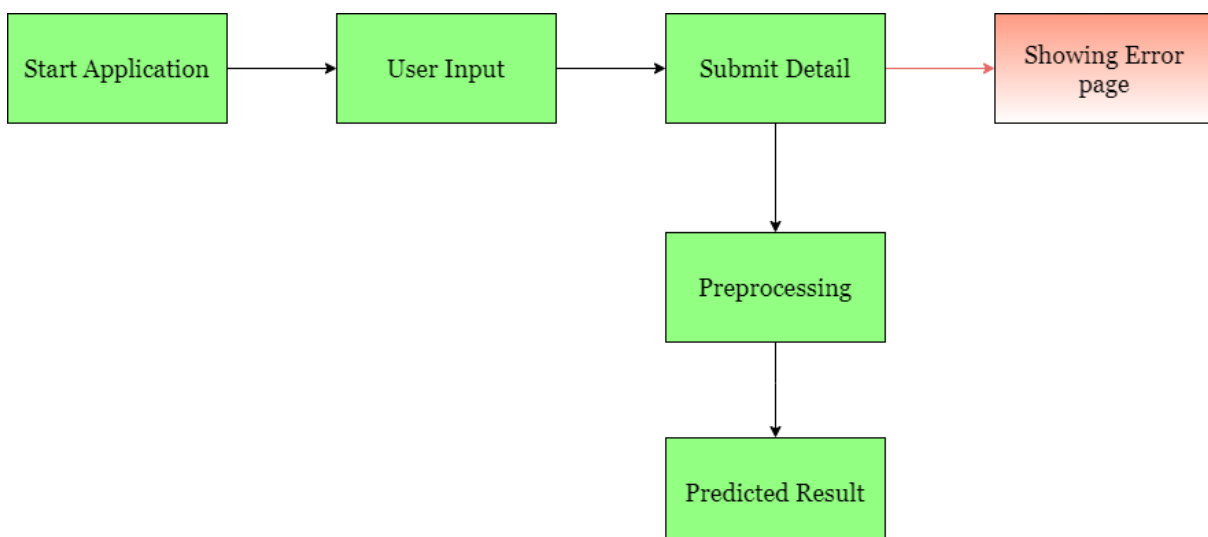 Start Application
User Input
Submit Detail
Showing Error
page
Preprocessing
Predicted Result